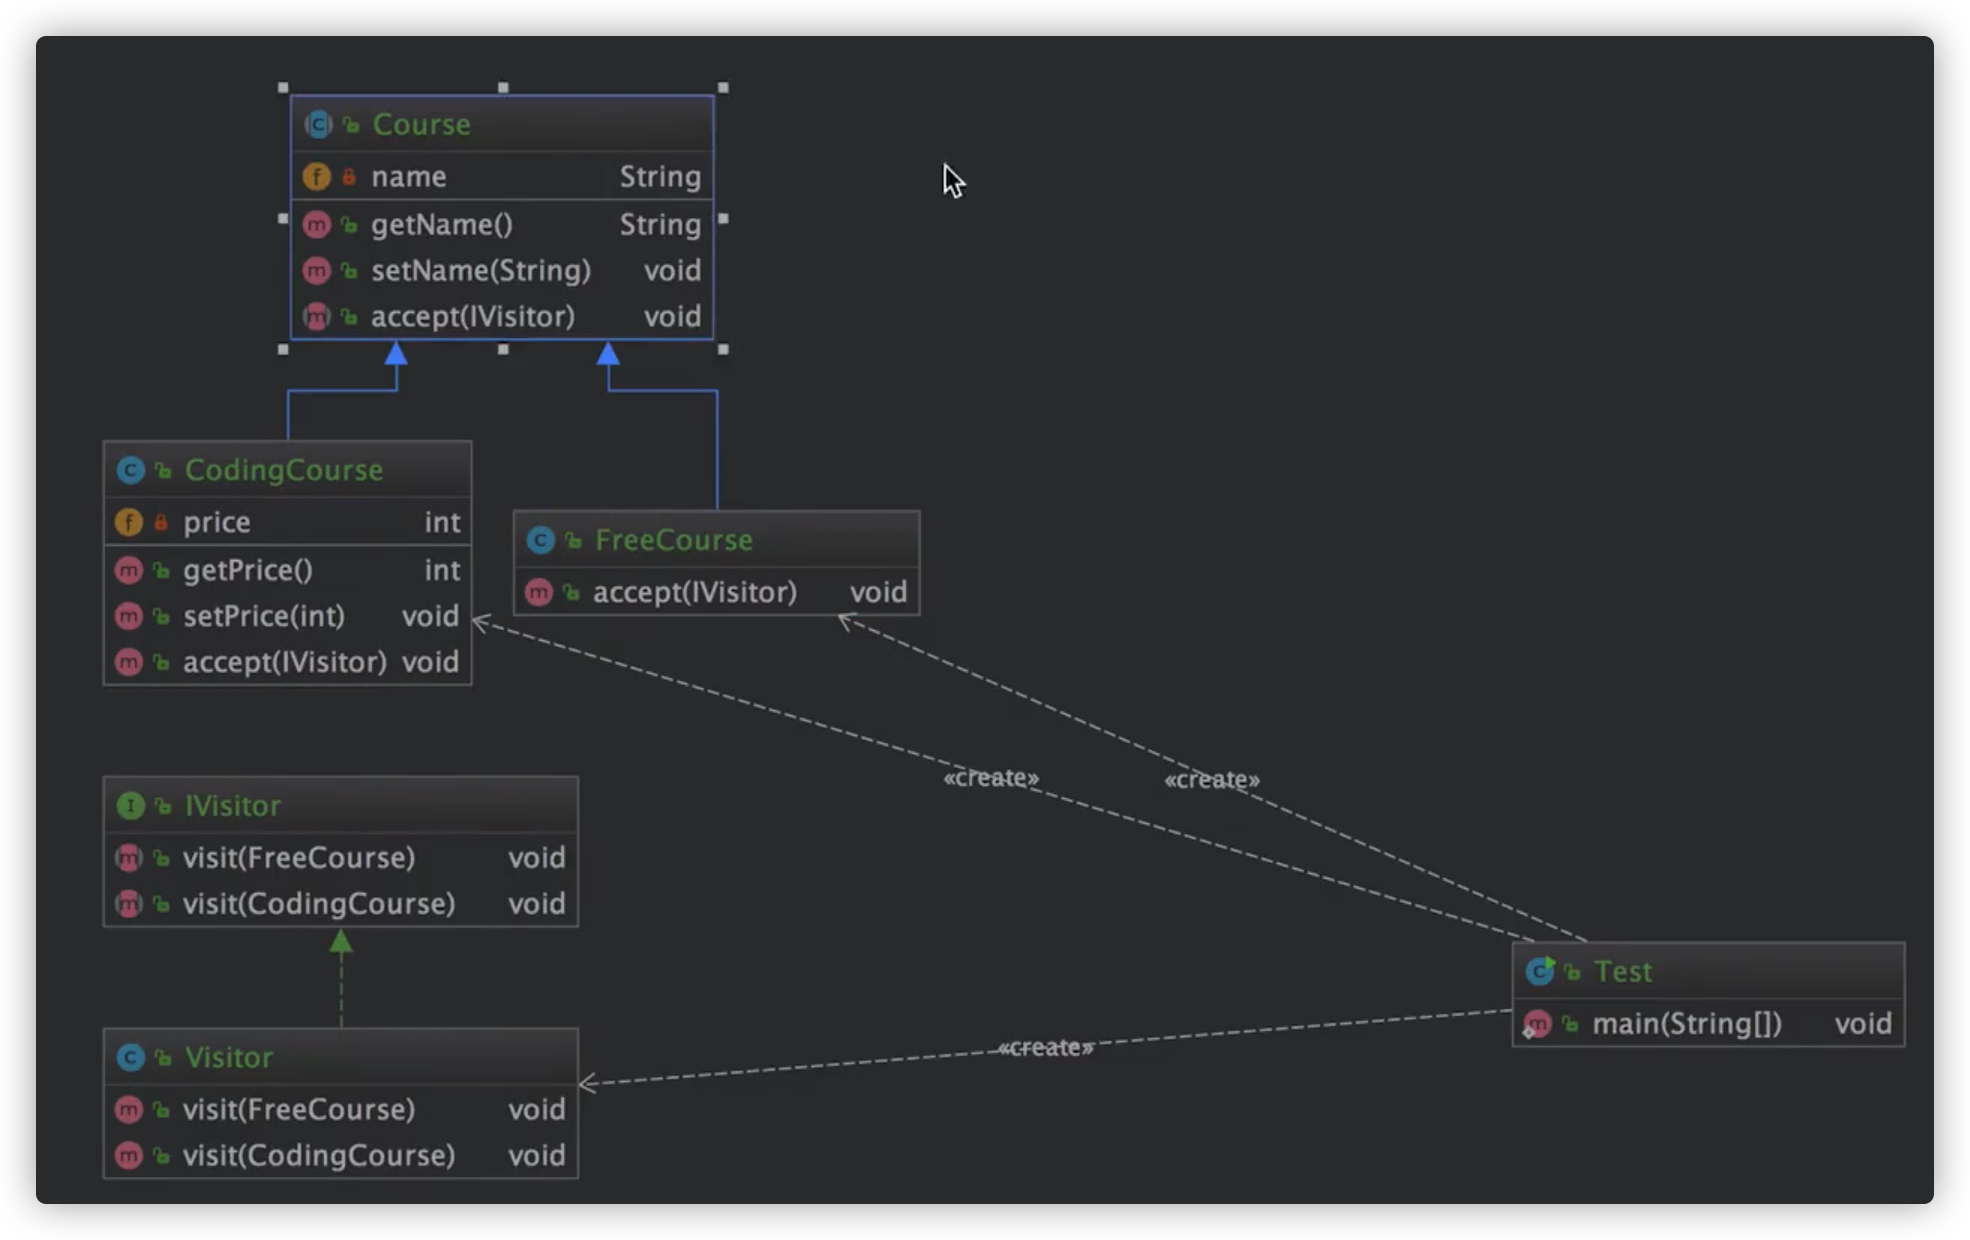 Course
name String
getName() String
setName(String) void
accept(IVisitor) void
CodingCourse
price int
getPrice() int
setPrice(int) void
accept(IVisitor) void
FreeCourse
accept(IVisitor) void
«create»
«create»
IVisitor
visit(FreeCourse) void
visit(CodingCourse) void
Test
main(String[]) void
«create»
Visitor
visit(FreeCourse) void
visit(CodingCourse) void